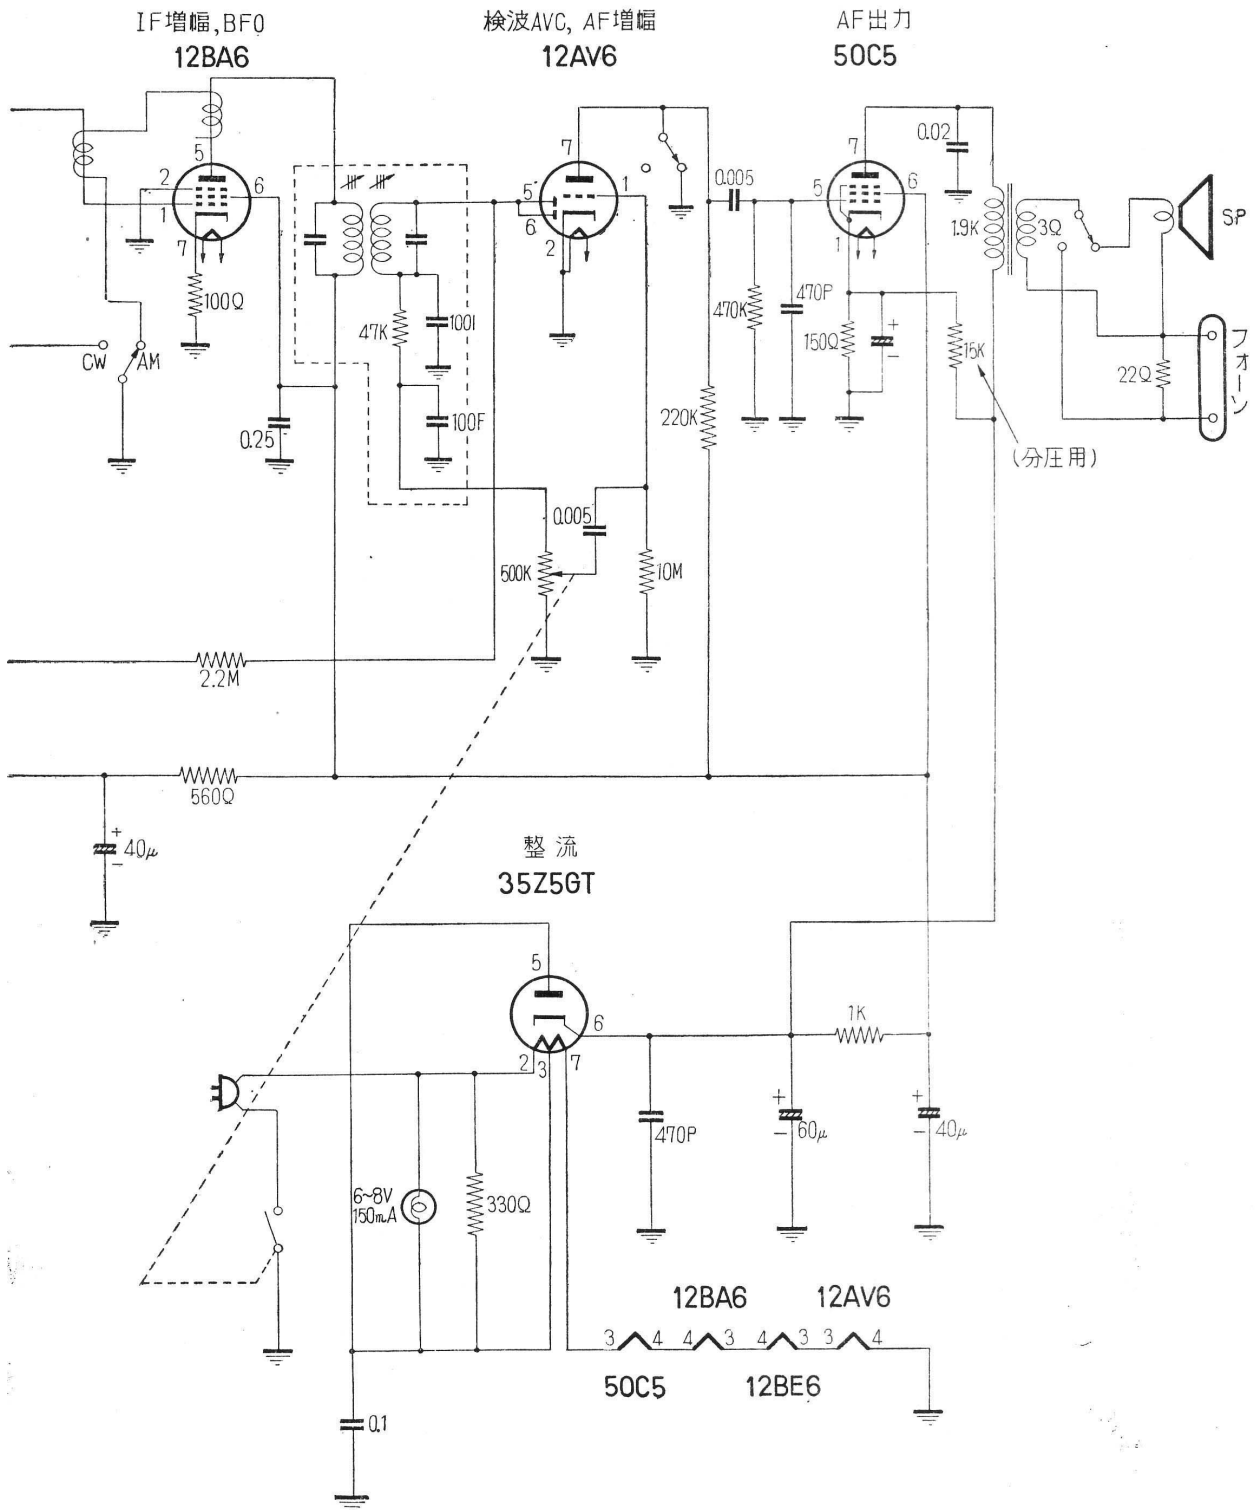 IF増幅,BFO
12BA6
検波AVC, AF増幅
12AV6
AF出力
50C5
5
2
1
6
7
100Ω
CW
AM
0.25
47K
100I
100F
7
5
6
2
1
0.005
500K
10M
220K
0.005
470K
470P
7
5
6
1
150Ω
+
-
15K
(分圧用)
0.02
1.9K
3Ω
SP
22Ω
フォーン
2.2M
560Ω
+
40μ
-
整流
35Z5GT
5
6
2
3
7
1K
470P
+
60μ
-
+
40μ
-
6~8V
150mA
330Ω
12BA6
12AV6
3 4 4 3 4 3 3 4
50C5
12BE6
0.1